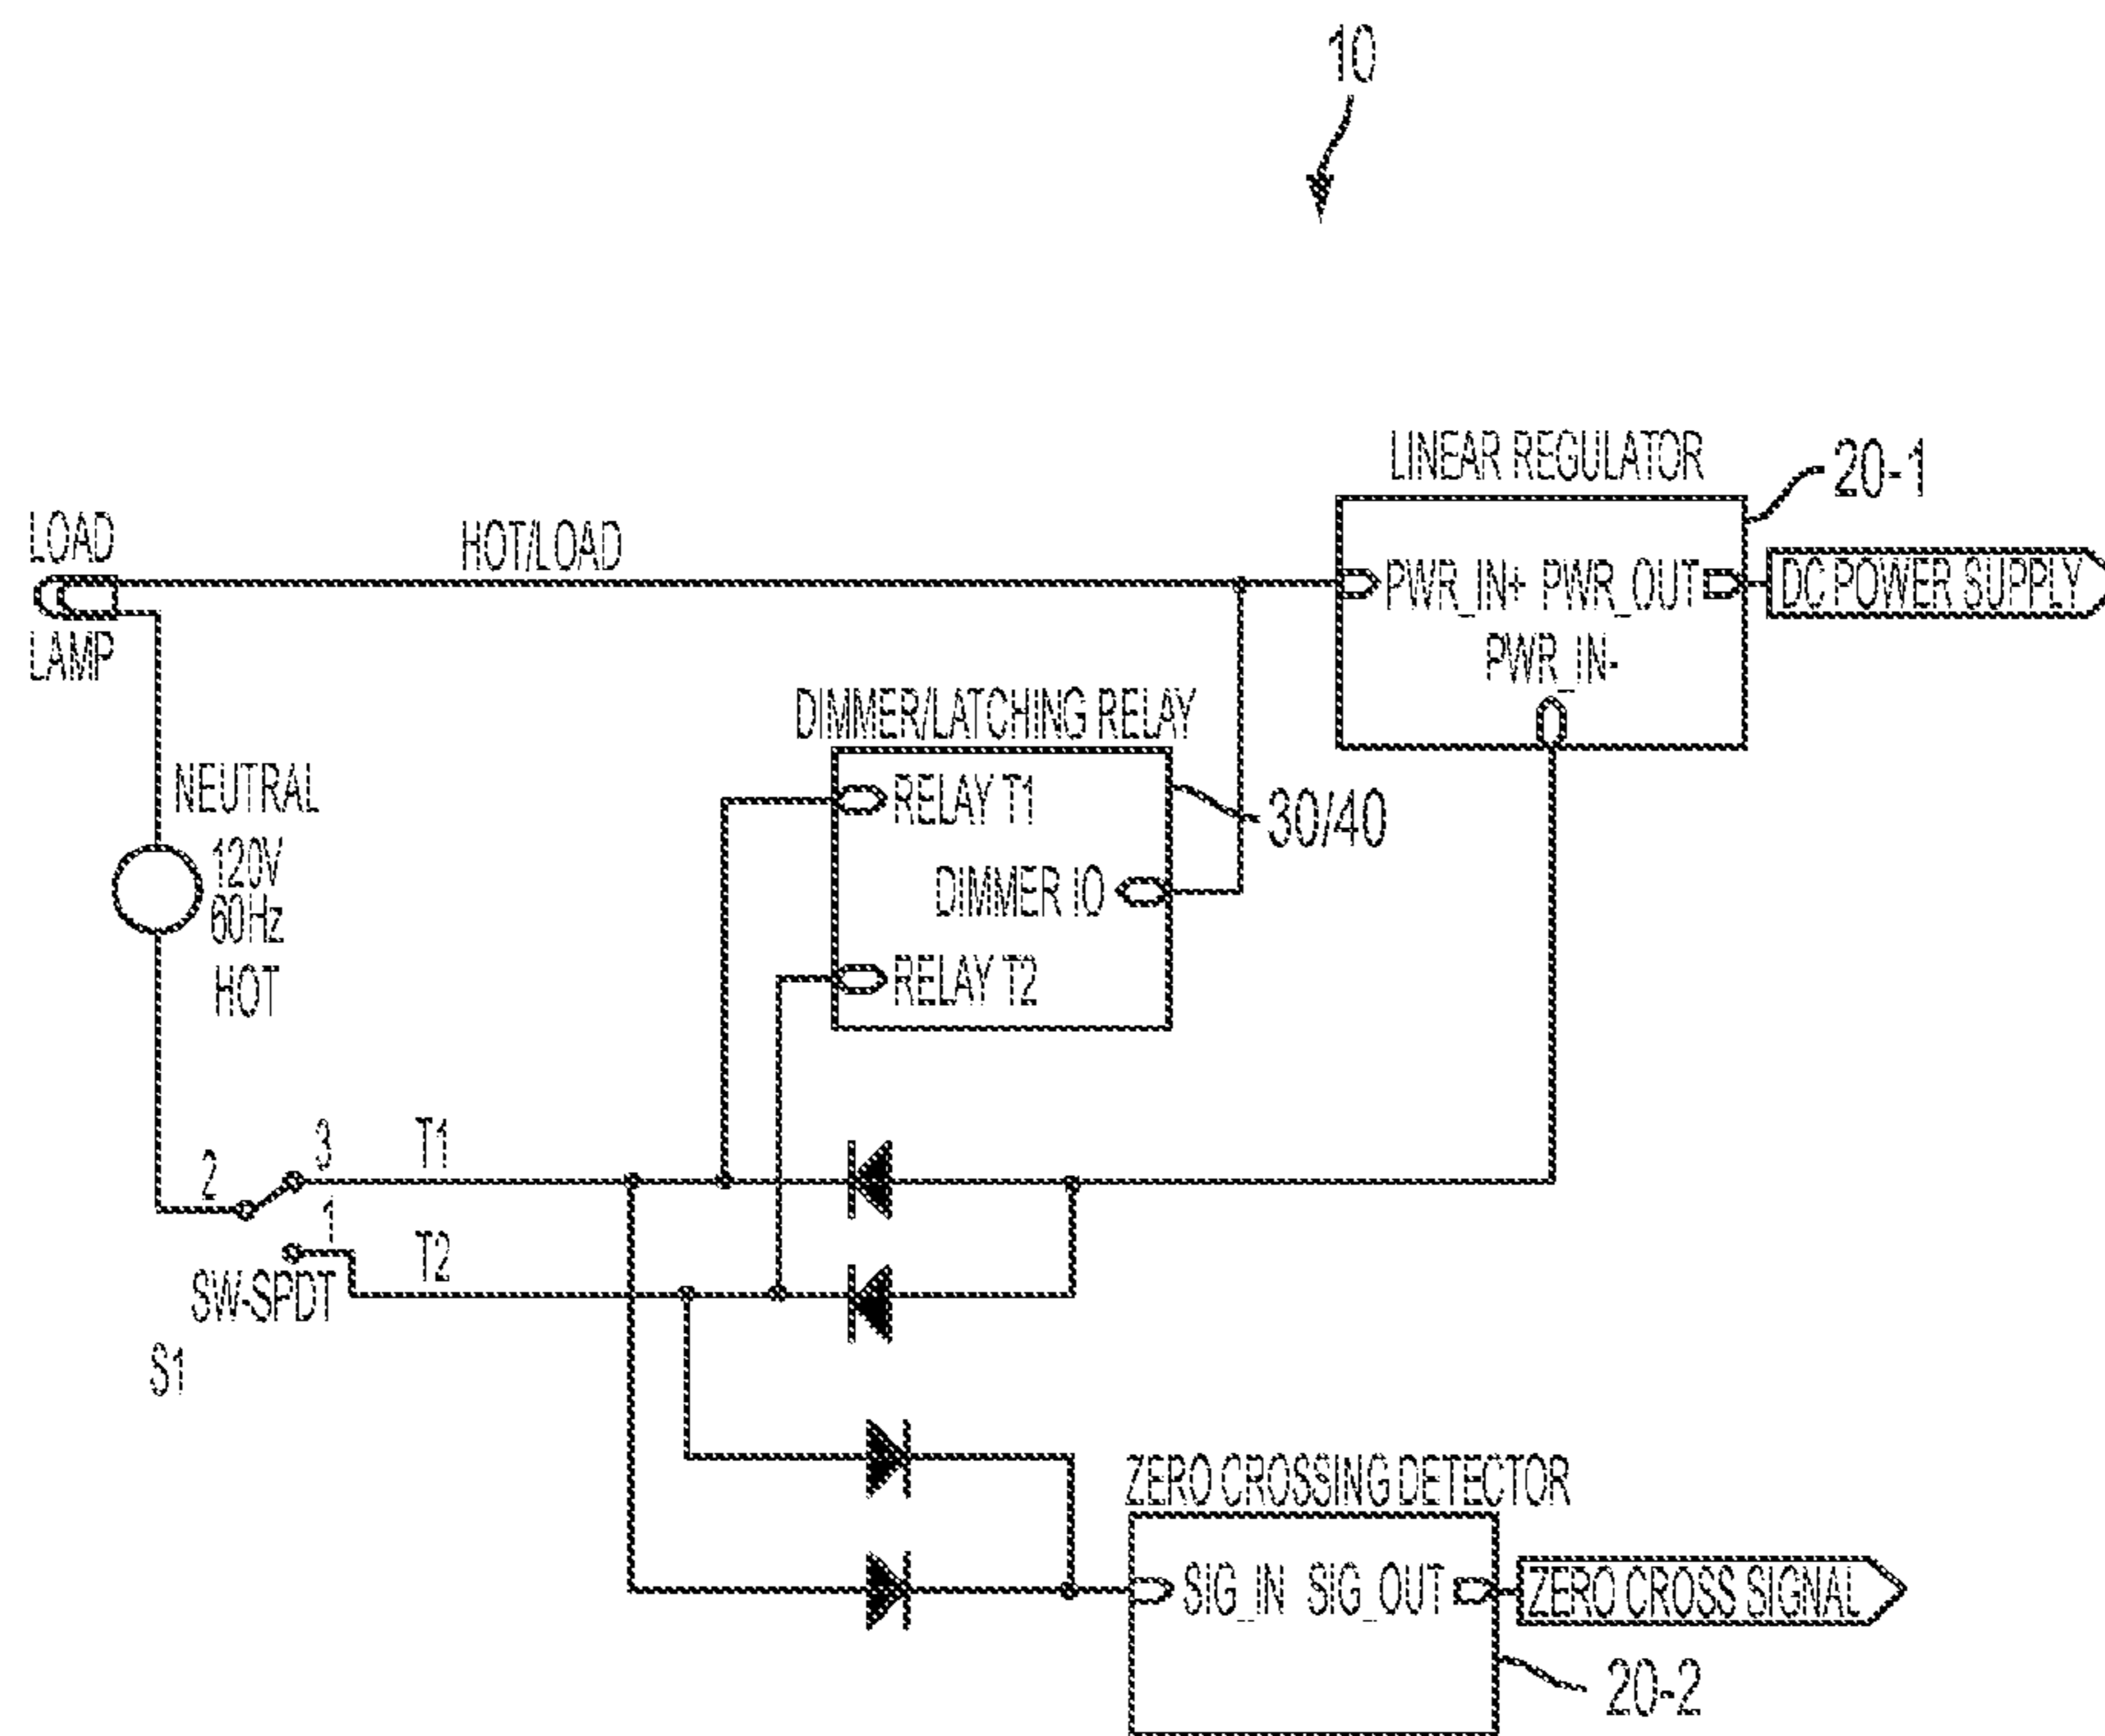 10
LINEAR REGULATOR
20-1
LOAD
HOT/LOAD
PWR_IN+ PWR_OUT
DC POWER SUPPLY
LAMP
PWR_IN-
DIMMER/LATCHING RELAY
NEUTRAL
RELAY T1
30/40
120V
60Hz
DIMMER IO
HOT
RELAY T2
2
3
T1
1
T2
SW-SPDT
S1
ZERO CROSSING DETECTOR
SIG_IN SIG_OUT
ZERO CROSS SIGNAL
20-2